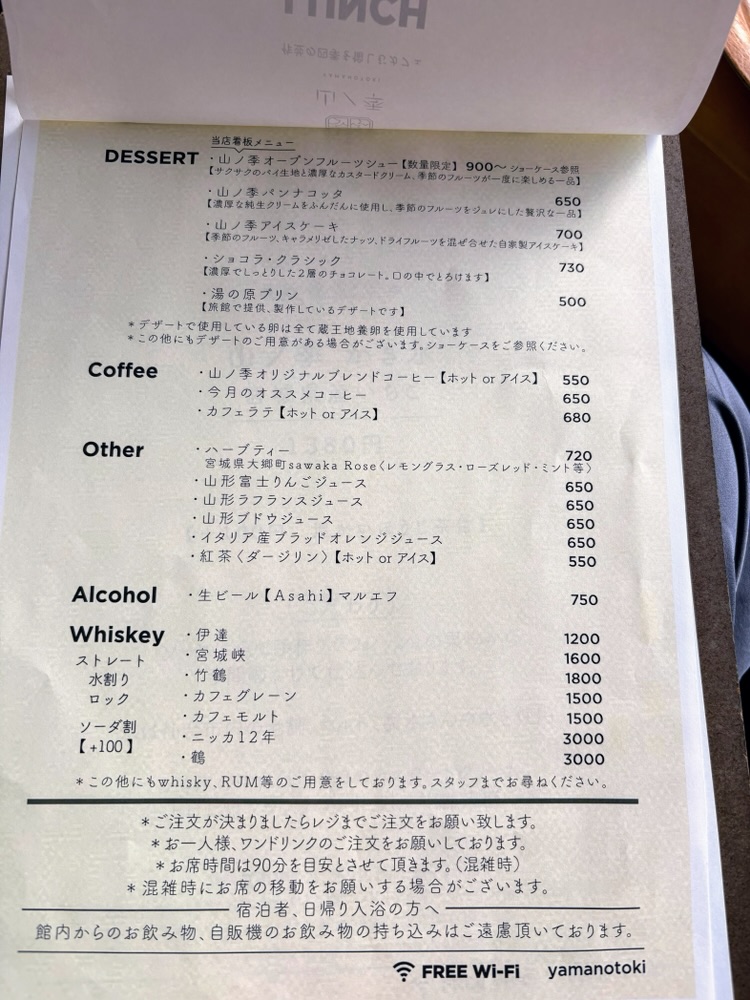 LUNCH
山ノ季
当店看板メニュー
DESSERT ・山ノ季オープンフルーツシュー【数量限定】 900〜 ショーケース参照
【サクサクのパイ生地と濃厚なカスタードクリーム、季節のフルーツが一度に楽しめる一品】
・山ノ季パンナコッタ 650
【濃厚な純生クリームをふんだんに使用し、季節のフルーツをジュレにした贅沢な一品】
・山ノ季アイスケーキ 700
【季節のフルーツ、キャラメリゼしたナッツ、ドライフルーツを混ぜ合せた自家製アイスケーキ】
・ショコラ・クラシック 730
【濃厚でしっとりした2層のチョコレート。口の中でとろけます】
・湯の原プリン 500
【旅館で提供、製作しているデザートです】
＊デザートで使用している卵は全て蔵王地養卵を使用しています
＊この他にもデザートのご用意がある場合がございます。ショーケースをご参照ください。
Coffee ・山ノ季オリジナルブレンドコーヒー【ホット or アイス】 550
・今月のオススメコーヒー 650
・カフェラテ【ホット or アイス】 680
Other ・ハーブティー 720
宮城県大郷町sawaka Rose〈レモングラス・ローズレッド・ミント等〉
・山形富士りんごジュース 650
・山形ラフランスジュース 650
・山形ブドウジュース 650
・イタリア産ブラッドオレンジジュース 650
・紅茶〈ダージリン〉【ホット or アイス】 550
Alcohol ・生ビール【Asahi】マルエフ 750
Whiskey ・伊達 1200
ストレート ・宮城峡 1600
水割り ・竹鶴 1800
ロック ・カフェグレーン 1500
ソーダ割 ・カフェモルト 1500
【+100】 ・ニッカ12年 3000
・鶴 3000
＊この他にもwhisky、RUM等のご用意をしております。スタッフまでお尋ねください。
＊ご注文が決まりましたらレジまでご注文をお願い致します。
＊お一人様、ワンドリンクのご注文をお願いしております。
＊お席時間は90分を目安とさせて頂きます。（混雑時）
＊混雑時にお席の移動をお願いする場合がございます。
宿泊者、日帰り入浴の方へ
館内からのお飲み物、自販機のお飲み物の持ち込みはご遠慮頂いております。
FREE Wi-Fi yamanotoki